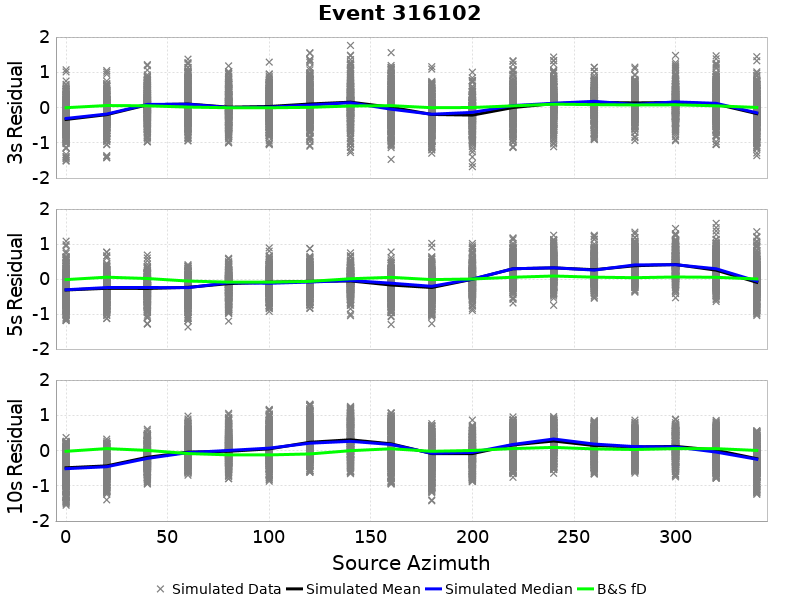 Event 316102
3s Residual
2
1
0
-1
-2
5s Residual
2
1
0
-1
-2
10s Residual
2
1
0
-1
-2
0 50 100 150 200 250 300
Source Azimuth
Simulated Data Simulated Mean Simulated Median B&S fD